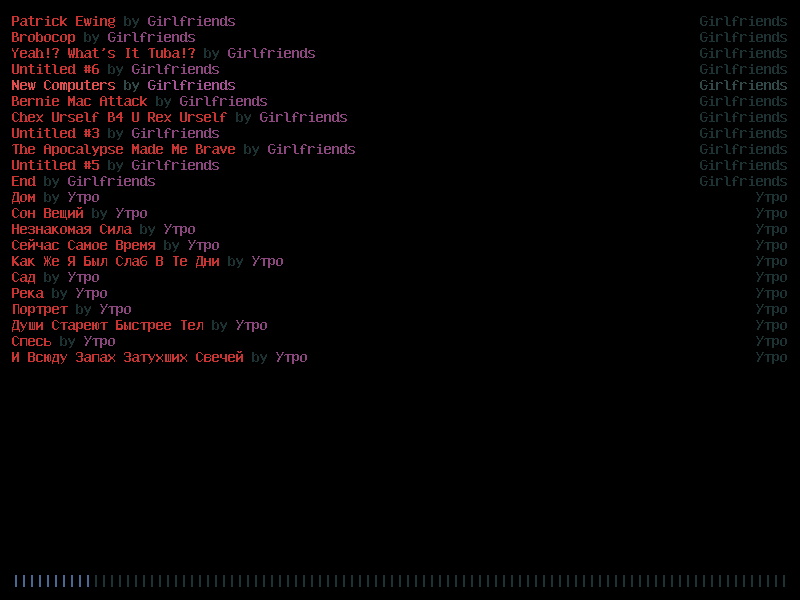 Patrick Ewing by Girlfriends Girlfriends
Brobocop by Girlfriends Girlfriends
Yeah!? What's It Tuba!? by Girlfriends Girlfriends
Untitled #6 by Girlfriends Girlfriends
New Computers by Girlfriends Girlfriends
Bernie Mac Attack by Girlfriends Girlfriends
Chex Urself B4 U Rex Urself by Girlfriends Girlfriends
Untitled #3 by Girlfriends Girlfriends
The Apocalypse Made Me Brave by Girlfriends Girlfriends
Untitled #5 by Girlfriends Girlfriends
End by Girlfriends Girlfriends
Дом by Утро Утро
Сон Вещий by Утро Утро
Незнакомая Сила by Утро Утро
Сейчас Самое Время by Утро Утро
Как Же Я Был Слаб В Те Дни by Утро Утро
Сад by Утро Утро
Река by Утро Утро
Портрет by Утро Утро
Души Стареют Быстрее Тел by Утро Утро
Спесь by Утро Утро
И Всюду Запах Затухших Свечей by Утро Утро